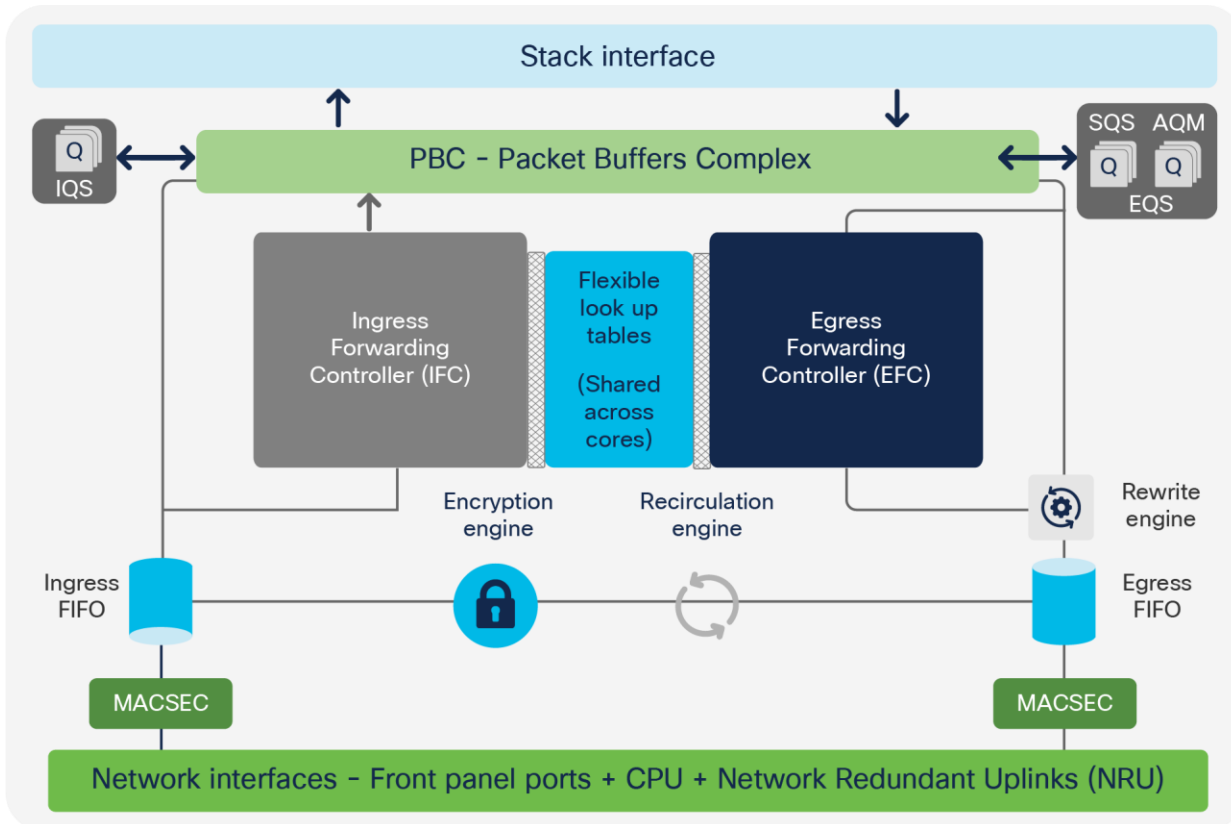 Stack interface
Q
IQS
PBC - Packet Buffers Complex
SQS AQM
Q Q
EQS
Ingress
Forwarding
Controller (IFC)
Flexible
look up
tables
(Shared
across
cores)
Egress
Forwarding
Controller (EFC)
Encryption
engine
Recirculation
engine
Rewrite
engine
Ingress
FIFO
Egress
FIFO
MACSEC
MACSEC
Network interfaces - Front panel ports + CPU + Network Redundant Uplinks (NRU)